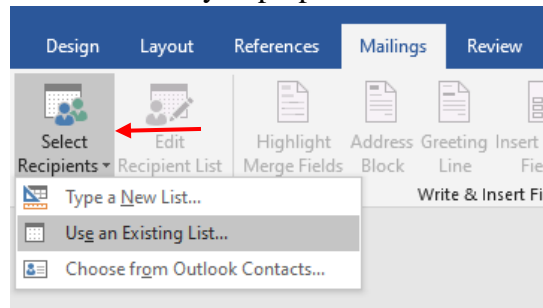 Design Layout References Mailings Review
Select Edit Highlight Address Greeting Insert
Recipients Recipient List Merge Fields Block Line
Write & Insert
Type a New List...
Use an Existing List...
Choose from Outlook Contacts...